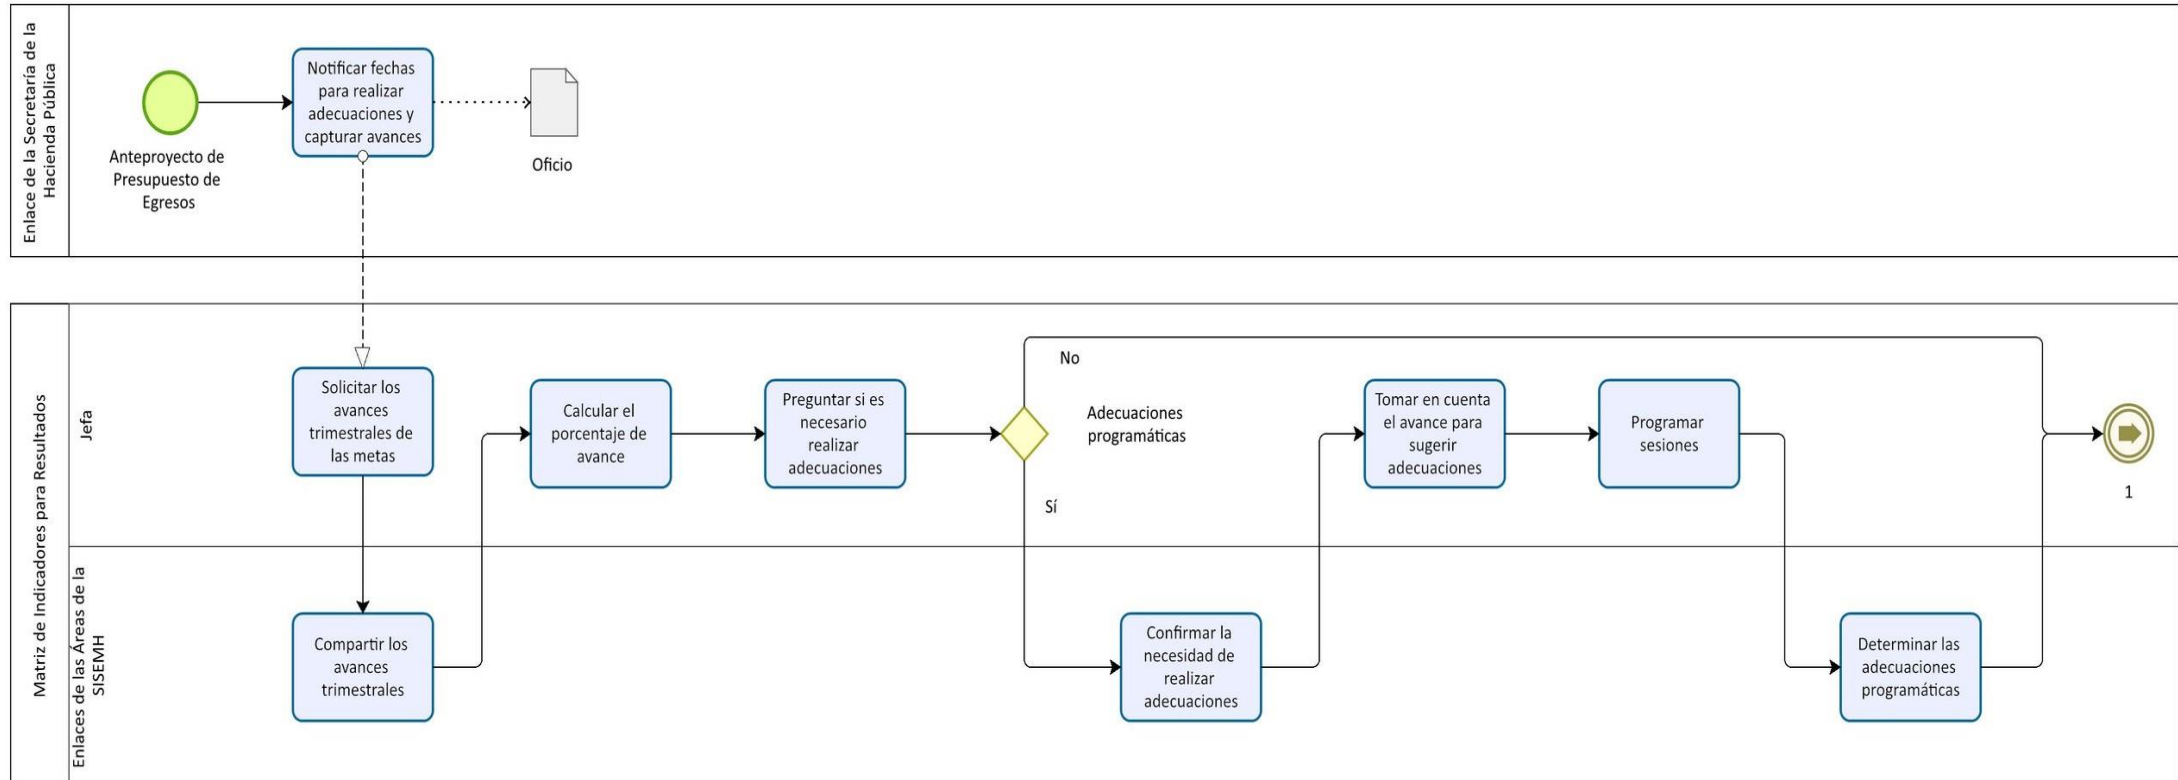 Enlace de la Secretaría de la
Hacienda Pública
Anteproyecto de
Presupuesto de
Egresos
Notificar fechas
para realizar
adecuaciones y
capturar avances
Oficio
Matriz de Indicadores para Resultados
Jefa
Solicitar los
avances
trimestrales de
las metas
Calcular el
porcentaje de
avance
Preguntar si es
necesario
realizar
adecuaciones
No
Adecuaciones
programáticas
Sí
Tomar en cuenta
el avance para
sugerir
adecuaciones
Programar
sesiones
1
Enlaces de las Áreas de la
SISEMH
Compartir los
avances
trimestrales
Confirmar la
necesidad de
realizar
adecuaciones
Determinar las
adecuaciones
programáticas